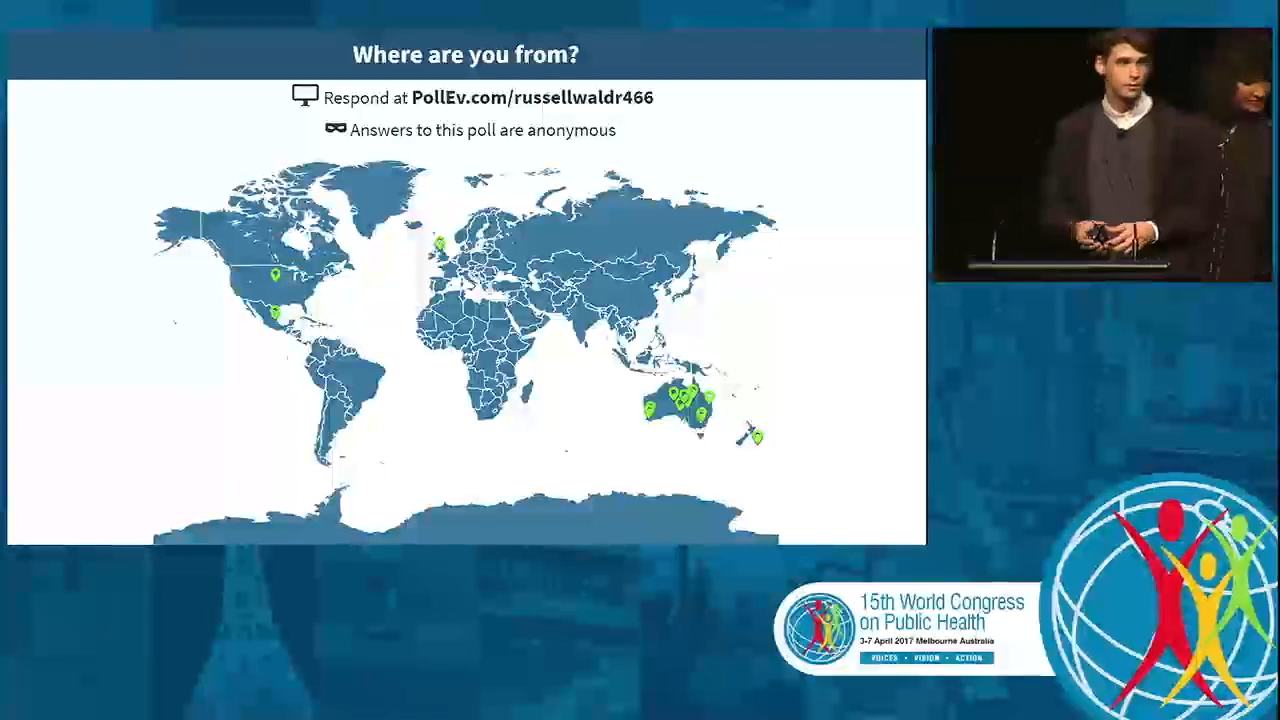 Where are you from?
Respond at PollEv.com/russellwaldr466
Answers to this poll are anonymous
15th World Congress
on Public Health
3-7 April 2017 Melbourne Australia
VOICES • VISION • ACTION